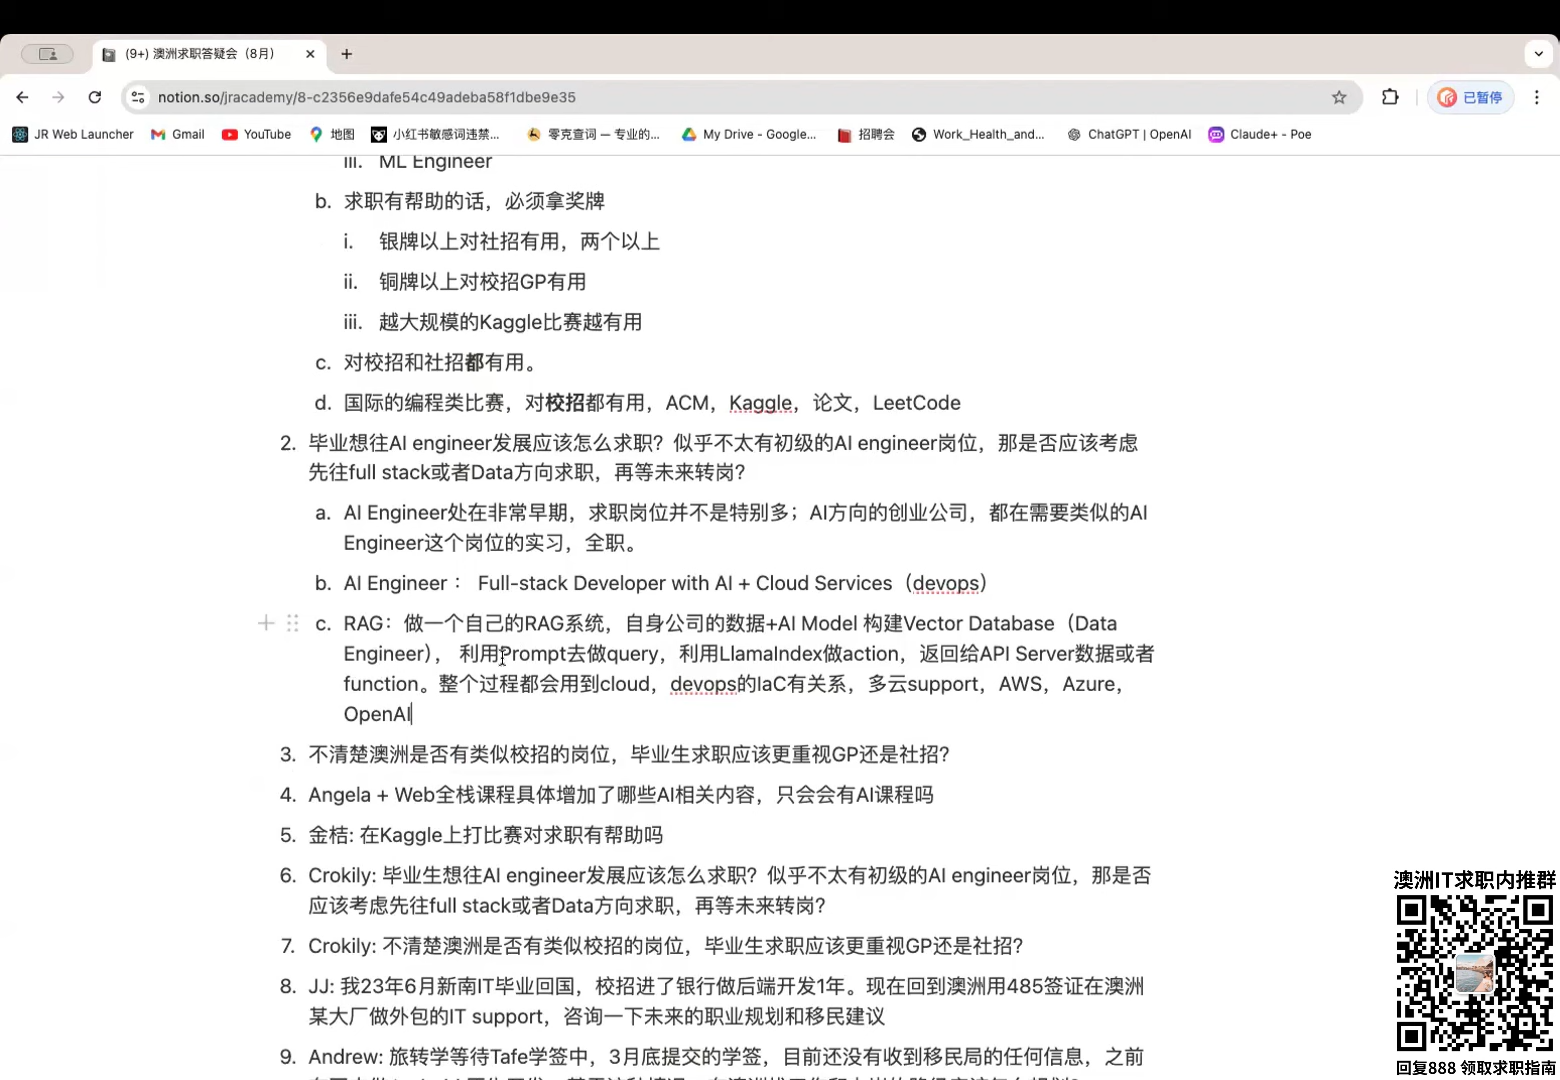 (9+) 澳洲求职答疑会（8月）
notion.so/jracademy/8-c2356e9dafe54c49adeba58f1dbe9e35
已暂停
JR Web Launcher
Gmail
YouTube
地图
小红书敏感词违禁...
零克查词 — 专业的...
My Drive - Google...
招聘会
Work_Health_and...
ChatGPT | OpenAI
Claude+ - Poe
iii. ML Engineer
b. 求职有帮助的话，必须拿奖牌
i. 银牌以上对社招有用，两个以上
ii. 铜牌以上对校招GP有用
iii. 越大规模的Kaggle比赛越有用
c. 对校招和社招都有用。
d. 国际的编程类比赛，对校招都有用，ACM，Kaggle，论文，LeetCode
2. 毕业想往AI engineer发展应该怎么求职？似乎不太有初级的AI engineer岗位，那是否应该考虑
先往full stack或者Data方向求职，再等未来转岗？
a. AI Engineer处在非常早期，求职岗位并不是特别多；AI方向的创业公司，都在需要类似的AI
Engineer这个岗位的实习，全职。
b. AI Engineer： Full-stack Developer with AI + Cloud Services（devops）
c. RAG：做一个自己的RAG系统，自身公司的数据+AI Model 构建Vector Database（Data
Engineer）， 利用Prompt去做query，利用LlamaIndex做action，返回给API Server数据或者
function。整个过程都会用到cloud，devops的IaC有关系，多云support，AWS，Azure，
OpenAI
3. 不清楚澳洲是否有类似校招的岗位，毕业生求职应该更重视GP还是社招？
4. Angela + Web全栈课程具体增加了哪些AI相关内容，只会会有AI课程吗
5. 金桔: 在Kaggle上打比赛对求职有帮助吗
6. Crokily: 毕业生想往AI engineer发展应该怎么求职？似乎不太有初级的AI engineer岗位，那是否
应该考虑先往full stack或者Data方向求职，再等未来转岗？
7. Crokily: 不清楚澳洲是否有类似校招的岗位，毕业生求职应该更重视GP还是社招？
8. JJ: 我23年6月新南IT毕业回国，校招进了银行做后端开发1年。现在回到澳洲用485签证在澳洲
某大厂做外包的IT support，咨询一下未来的职业规划和移民建议
9. Andrew: 旅转学等待Tafe学签中，3月底提交的学签，目前还没有收到移民局的任何信息，之前
澳洲IT求职内推群
回复888 领取求职指南